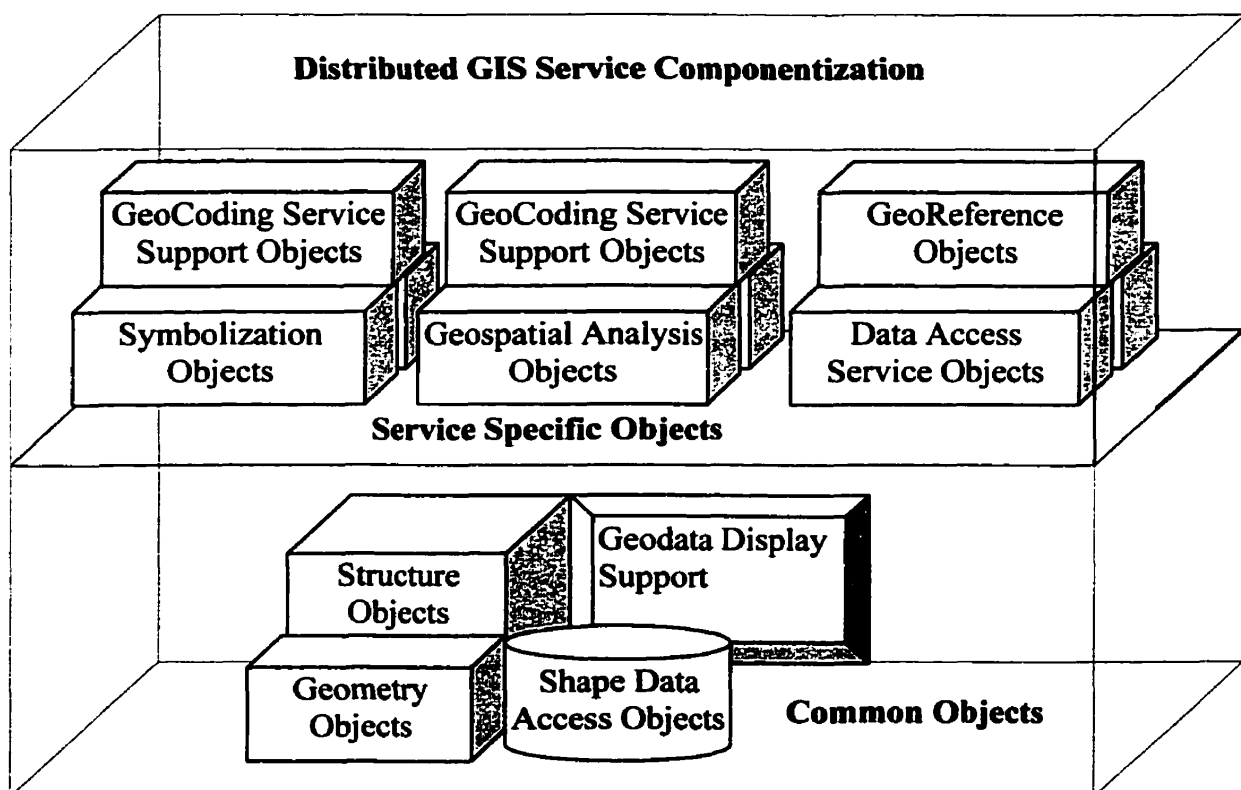 Distributed GIS Service Componentization
GeoCoding Service
Support Objects
GeoCoding Service
Support Objects
GeoReference
Objects
Symbolization
Objects
Geospatial Analysis
Objects
Data Access
Service Objects
Service Specific Objects
Structure
Objects
Geodata Display
Support
Geometry
Objects
Shape Data
Access Objects
Common Objects